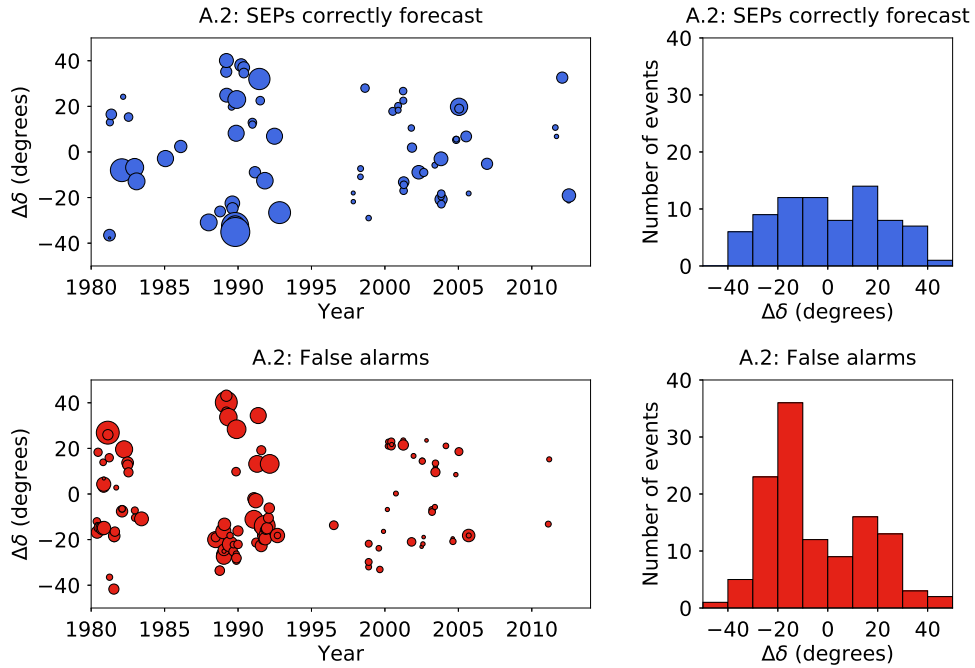 A.2: SEPs correctly forecast
40
20
0
−20
−40
Δδ (degrees)
1980 1985 1990 1995 2000 2005 2010
Year
A.2: SEPs correctly forecast
40
30
20
10
0
Number of events
−40 −20 0 20 40
Δδ (degrees)
A.2: False alarms
40
20
0
−20
−40
Δδ (degrees)
1980 1985 1990 1995 2000 2005 2010
Year
A.2: False alarms
40
30
20
10
0
Number of events
−40 −20 0 20 40
Δδ (degrees)